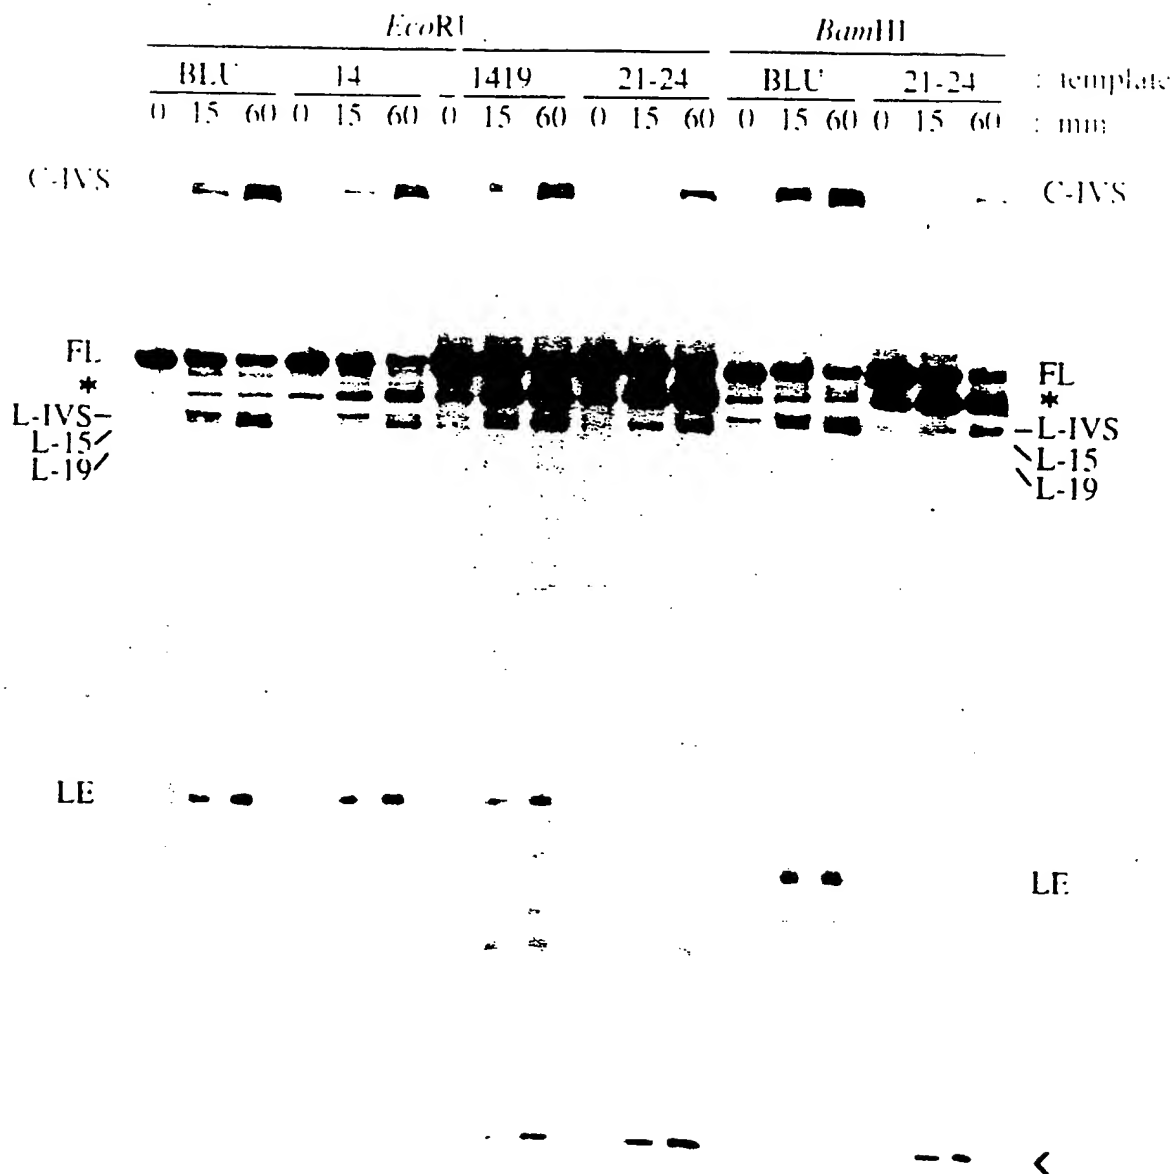 EcoRI BamHI
BLU 14 1419 21-24 BLU 21-24 : template
0 15 60 0 15 60 0 15 60 0 15 60 0 15 60 0 15 60 : min
C-IVS C-IVS
FL FL
* *
L-IVS L-IVS
L-15 L-15
L-19 L-19
LE
LE
<